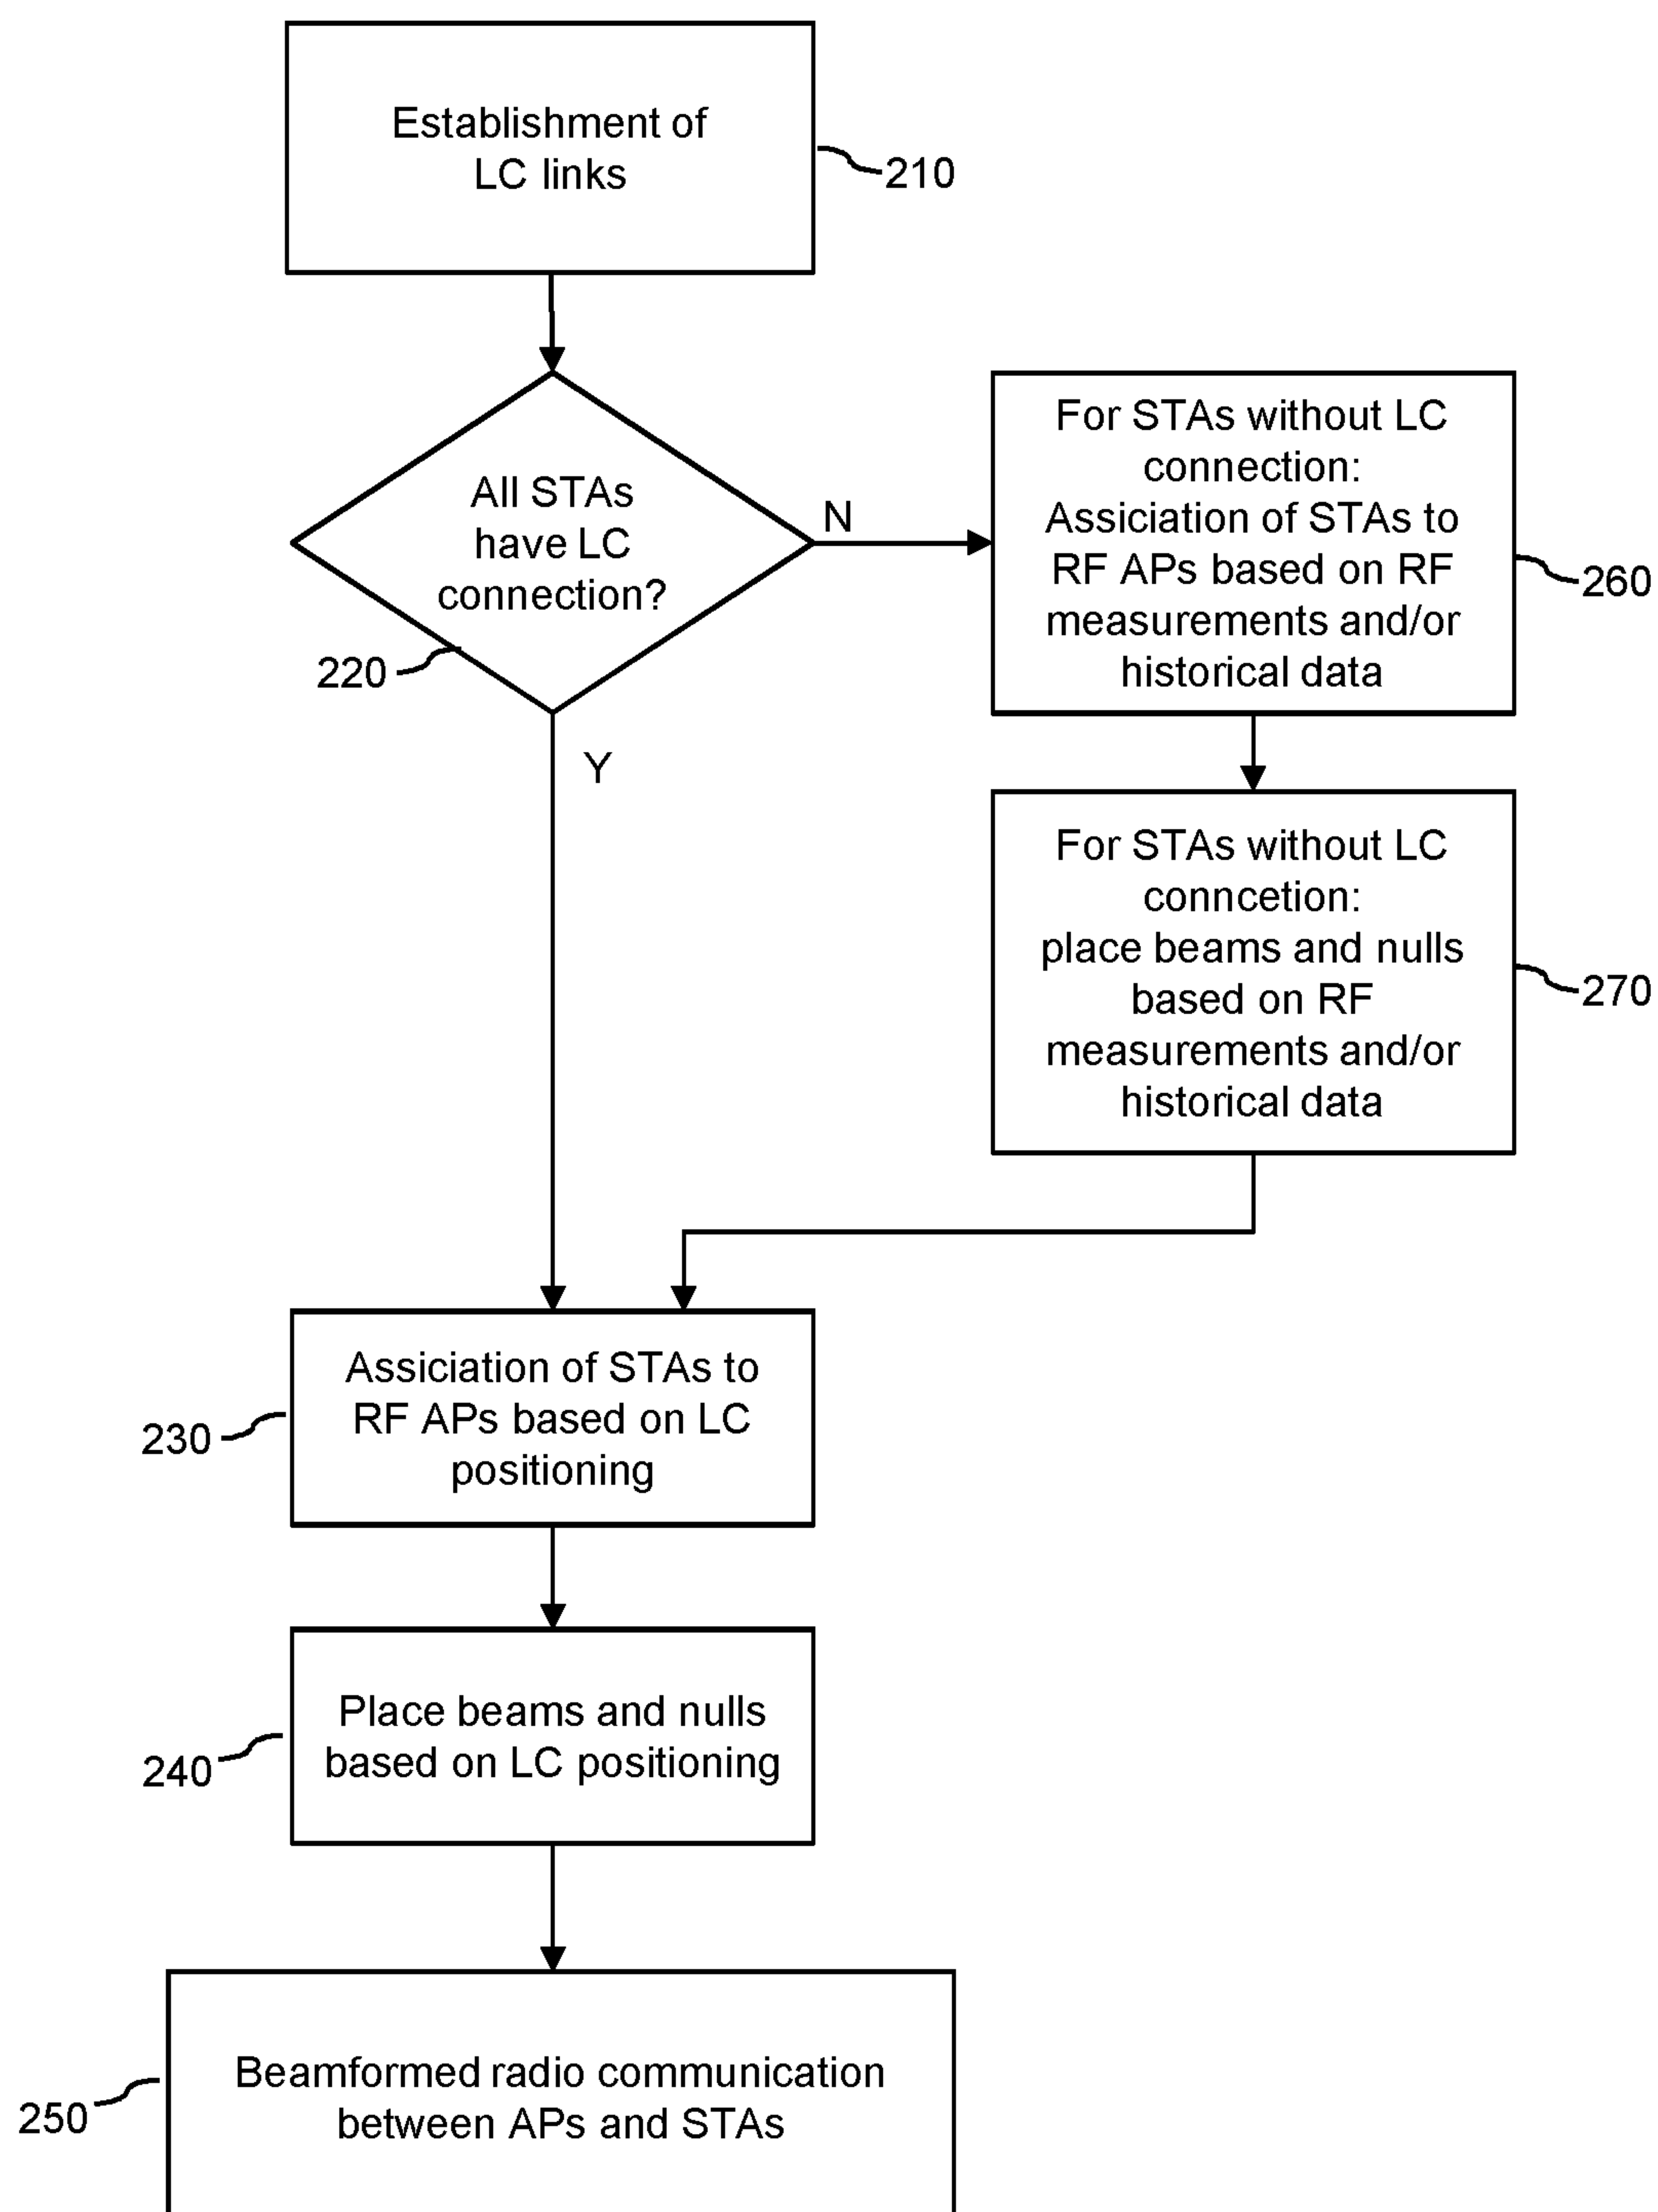 Establishment of
LC links
210
All STAs
have LC
connection?
220
N
Y
For STAs without LC
connection:
Assiciation of STAs to
RF APs based on RF
measurements and/or
historical data
260
For STAs without LC
conncetion:
place beams and nulls
based on RF
measurements and/or
historical data
270
Assiciation of STAs to
RF APs based on LC
positioning
230
Place beams and nulls
based on LC positioning
240
Beamformed radio communication
between APs and STAs
250